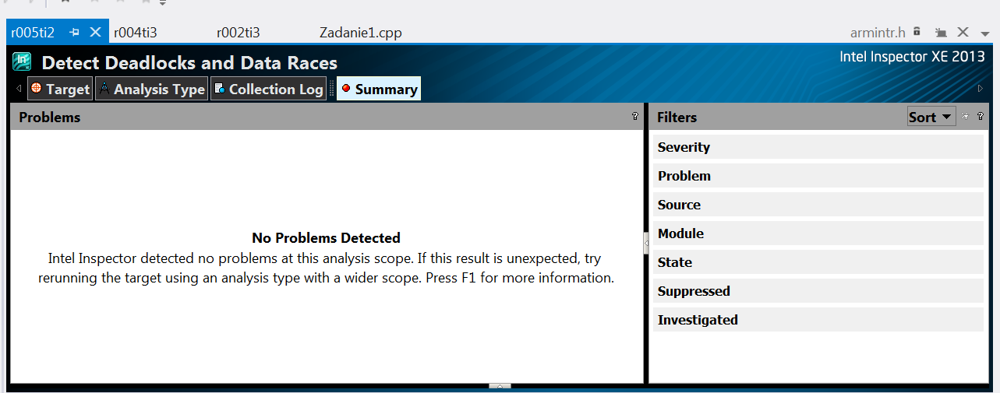 r005ti2 r004ti3 r002ti3 Zadanie1.cpp armintr.h
Detect Deadlocks and Data Races Intel Inspector XE 2013
Target Analysis Type Collection Log Summary
Problems ?
No Problems Detected
Intel Inspector detected no problems at this analysis scope. If this result is unexpected, try
rerunning the target using an analysis type with a wider scope. Press F1 for more information.
Filters Sort ?
Severity
Problem
Source
Module
State
Suppressed
Investigated